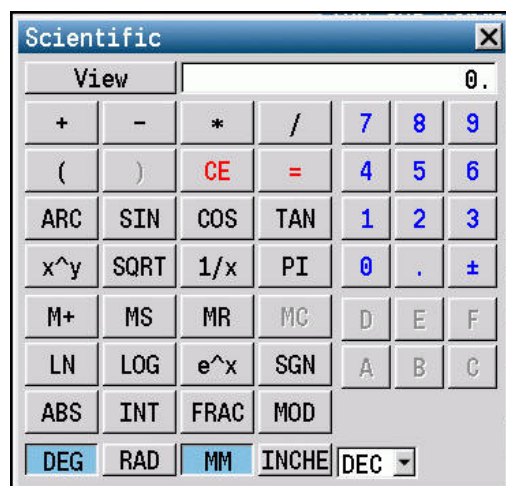 Scientific
View 0.
+ - * / 7 8 9
( ) CE = 4 5 6
ARC SIN COS TAN 1 2 3
x^y SQRT 1/x PI 0 . ±
M+ MS MR MC D E F
LN LOG e^x SGN A B C
ABS INT FRAC MOD
DEG RAD MM INCHE DEC